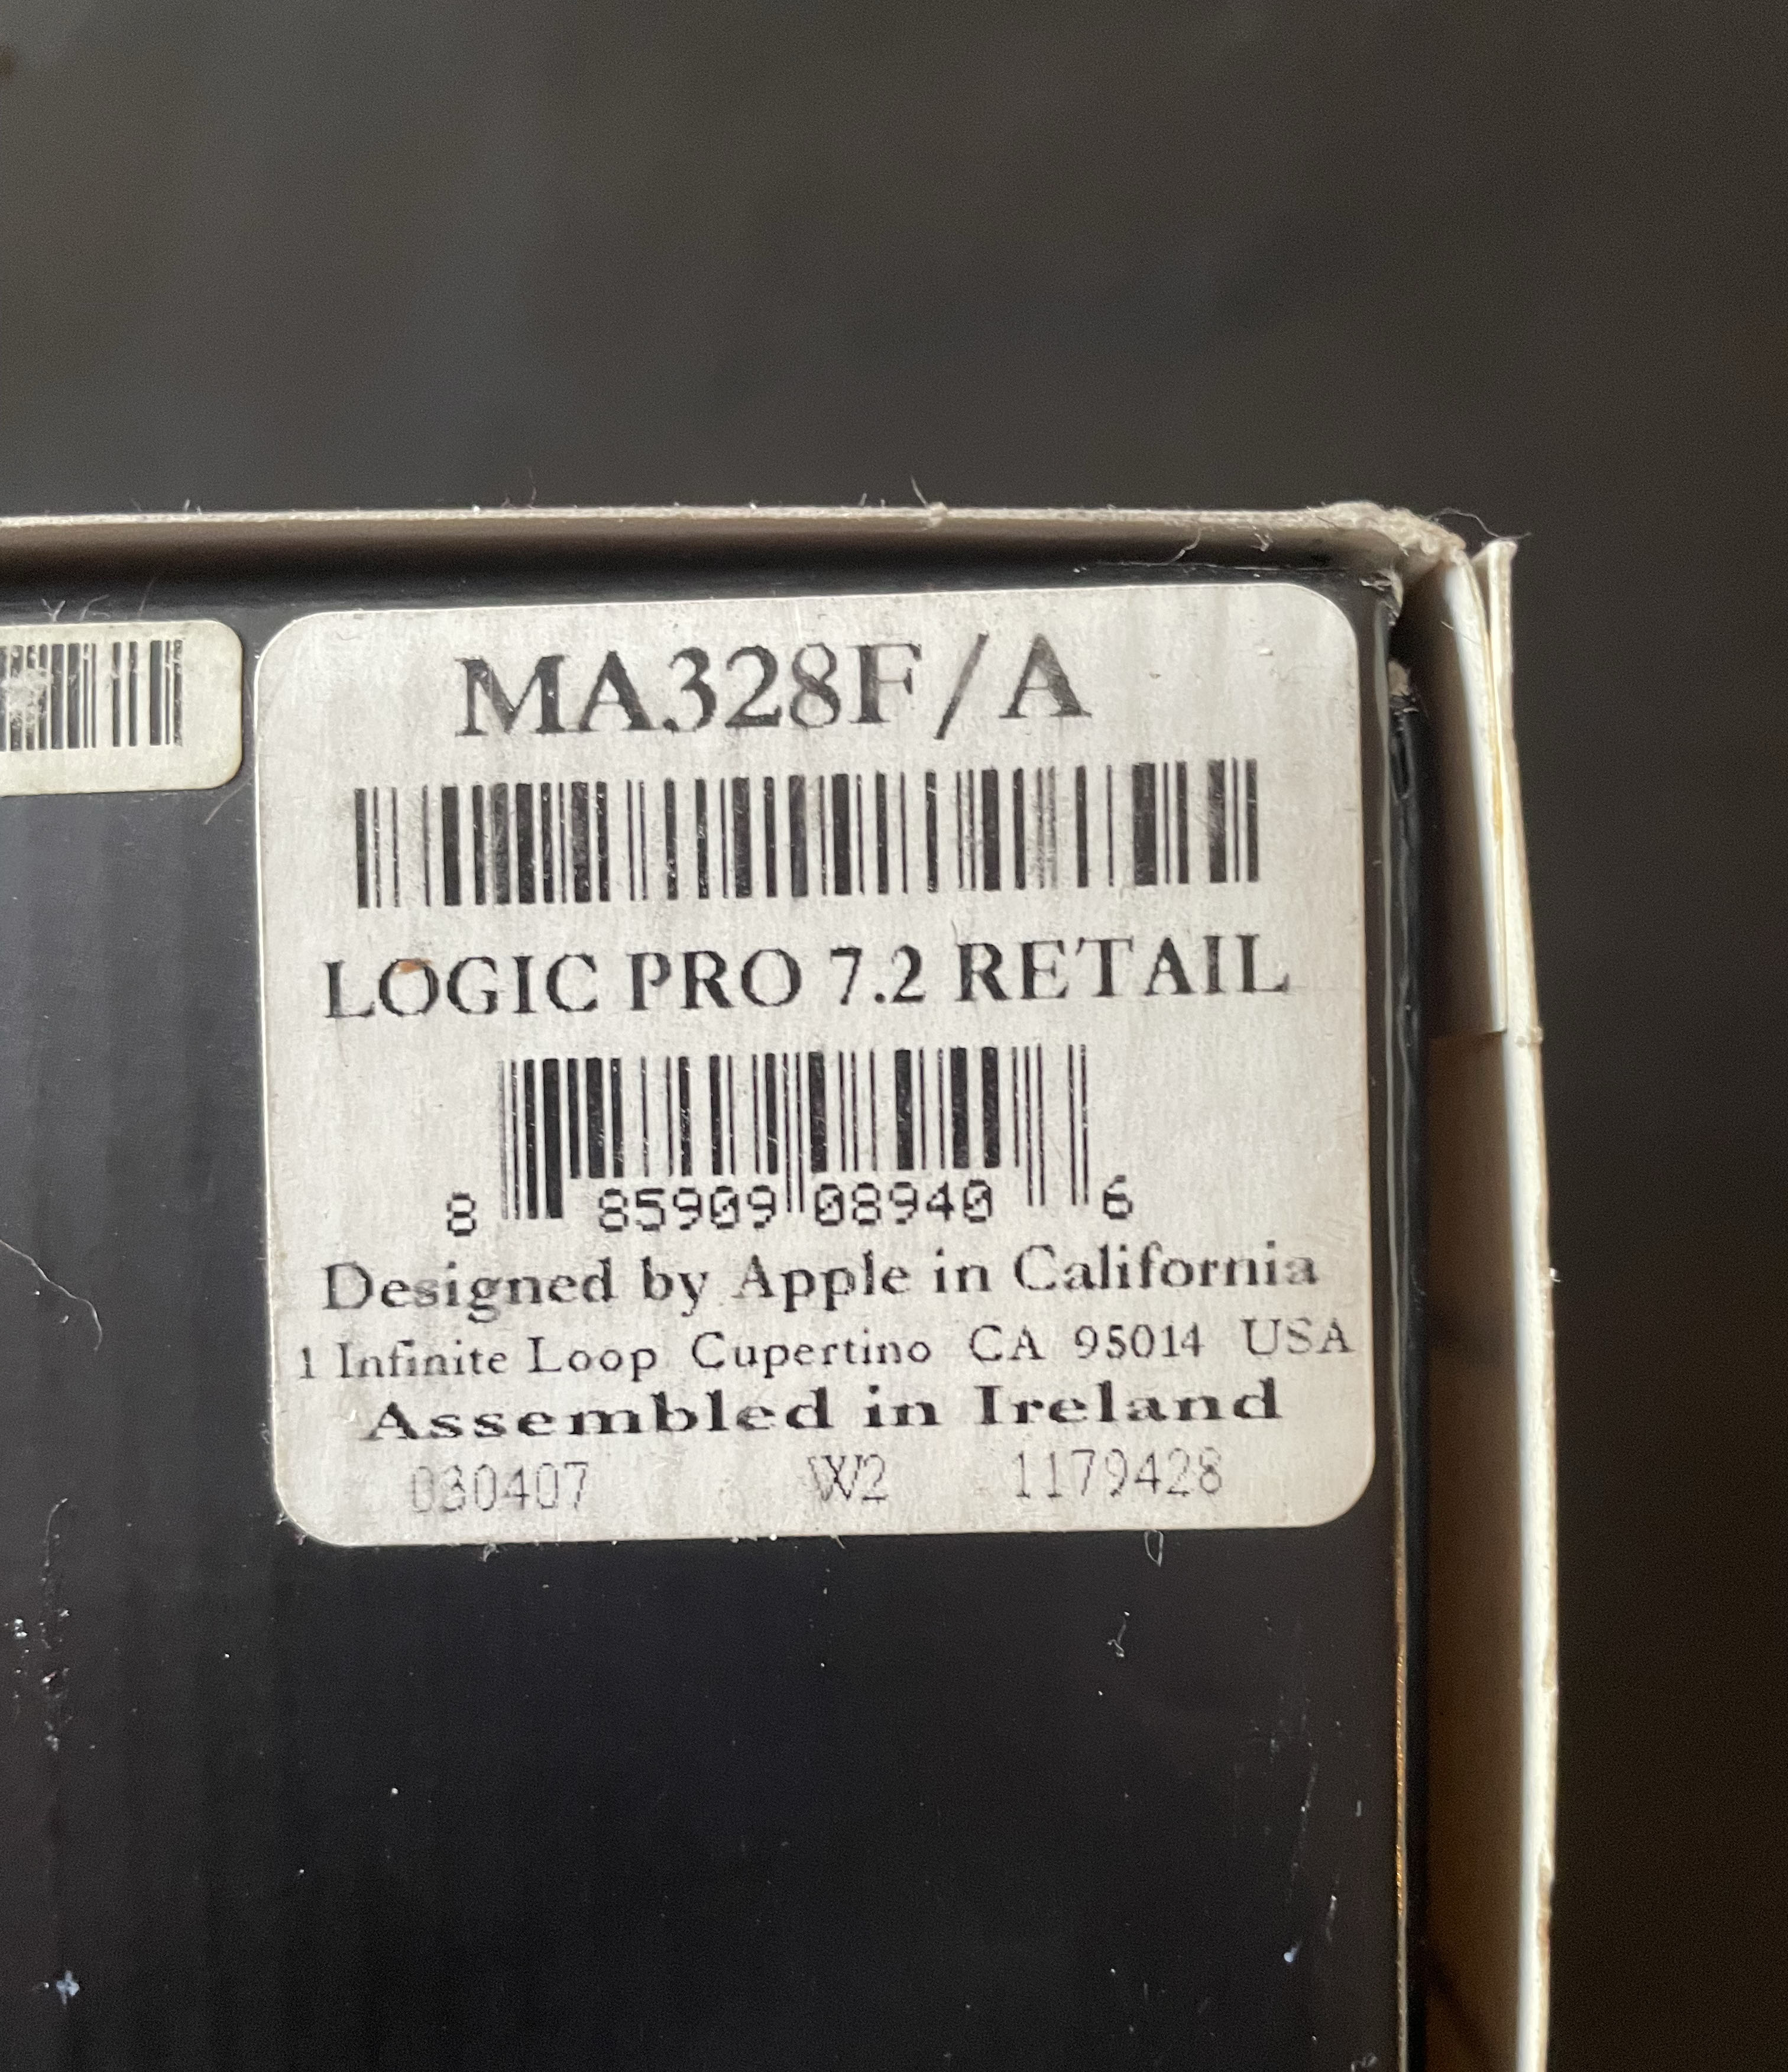 MA328F/A
LOGIC PRO 7.2 RETAIL
8 85909 08940 6
Designed by Apple in California
1 Infinite Loop Cupertino CA 95014 USA
Assembled in Ireland
030407 W2 1179428